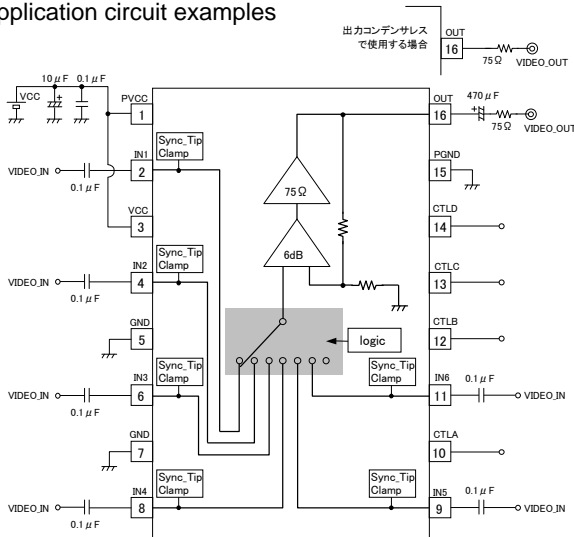 pplication circuit examples
出力コンデンサレス
で使用する場合
OUT
16
75Ω
VIDEO_OUT
10μF 0.1μF
VCC
PVCC
1
OUT
16
470μF
+
75Ω
VIDEO_OUT
Sync_Tip
Clamp
IN1
2
VIDEO_IN
0.1μF
PGND
15
75Ω
VCC
3
CTLD
14
6dB
Sync_Tip
Clamp
IN2
4
VIDEO_IN
0.1μF
CTLC
13
GND
5
logic
CTLB
12
Sync_Tip
Clamp
IN3
6
VIDEO_IN
0.1μF
Sync_Tip
Clamp
IN6
11
0.1μF
VIDEO_IN
GND
7
CTLA
10
Sync_Tip
Clamp
IN4
8
VIDEO_IN
0.1μF
Sync_Tip
Clamp
IN5
9
0.1μF
VIDEO_IN